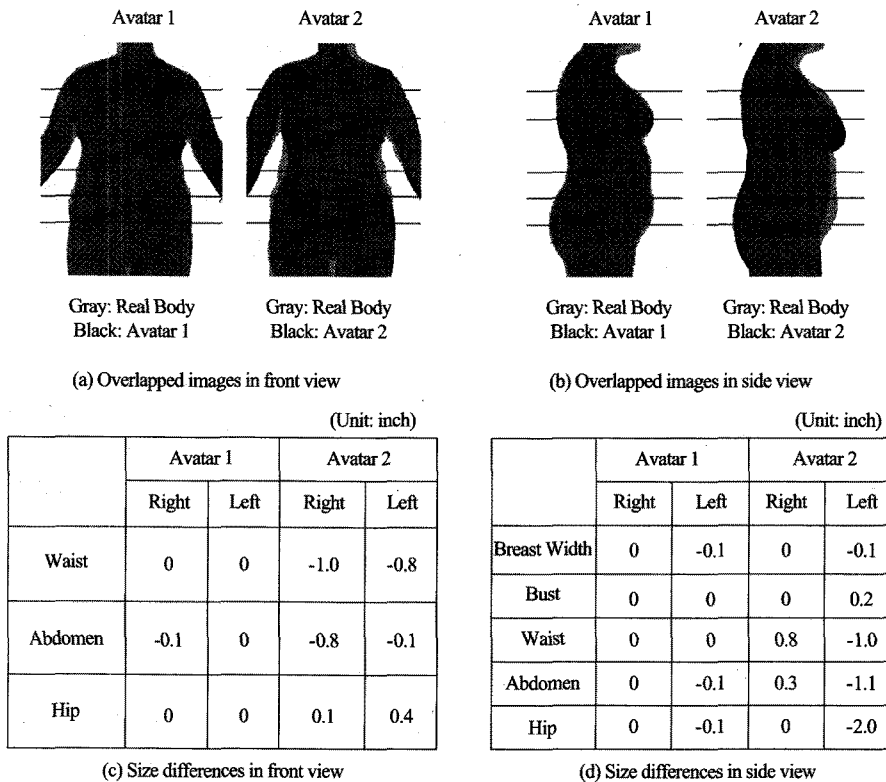 Avatar 1 Avatar 2 Avatar 1 Avatar 2
Gray: Real Body Gray: Real Body Gray: Real Body Gray: Real Body
Black: Avatar 1 Black: Avatar 2 Black: Avatar 1 Black: Avatar 2
(a) Overlapped images in front view (b) Overlapped images in side view
(Unit: inch)
Avatar 1 Avatar 2
Right Left Right Left
Waist 0 0 -1.0 -0.8
Abdomen -0.1 0 -0.8 -0.1
Hip 0 0 0.1 0.4
(c) Size differences in front view
(Unit: inch)
Avatar 1 Avatar 2
Right Left Right Left
Breast Width 0 -0.1 0 -0.1
Bust 0 0 0 0.2
Waist 0 0 0.8 -1.0
Abdomen 0 -0.1 0.3 -1.1
Hip 0 -0.1 0 -2.0
(d) Size differences in side view